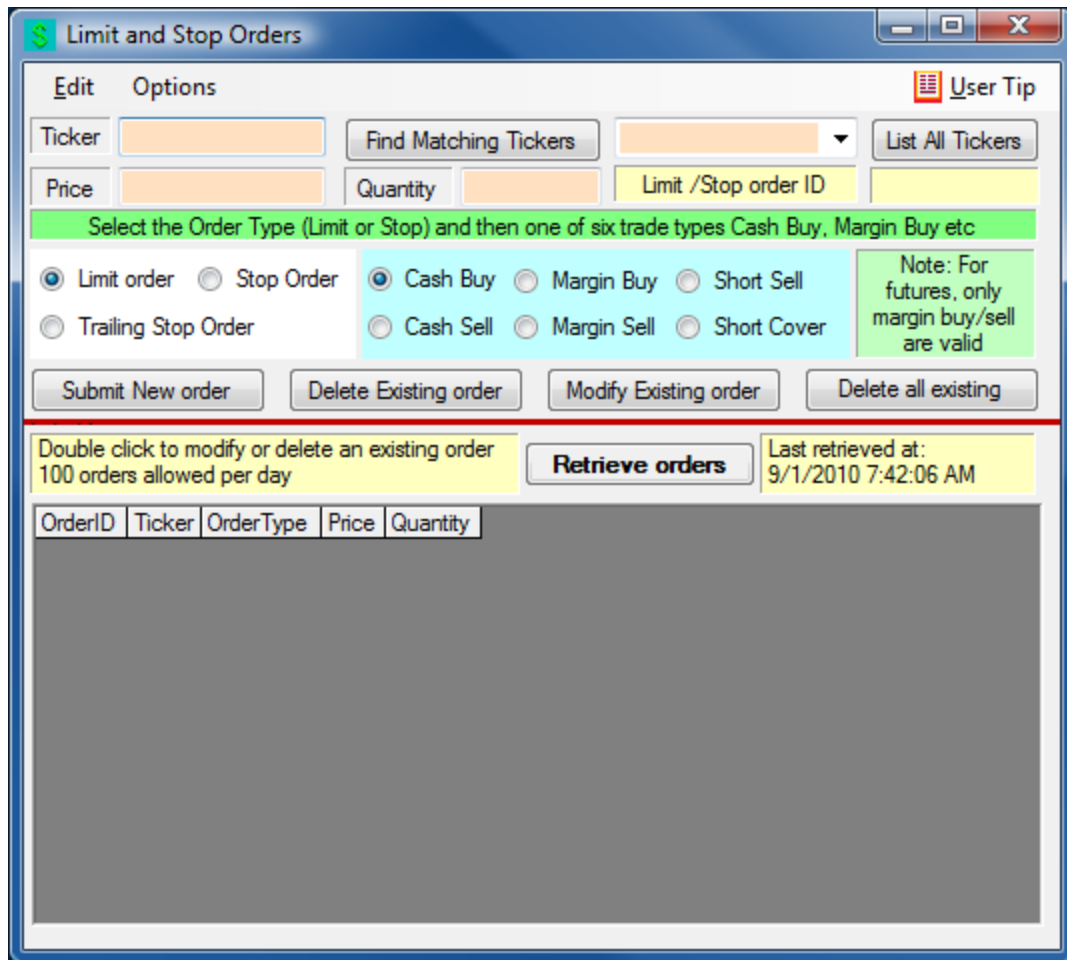 Limit and Stop Orders
Edit Options User Tip
Ticker Find Matching Tickers List All Tickers
Price Quantity Limit /Stop order ID
Select the Order Type (Limit or Stop) and then one of six trade types Cash Buy, Margin Buy etc
Limit order Stop Order Cash Buy Margin Buy Short Sell
Trailing Stop Order Cash Sell Margin Sell Short Cover
Note: For
futures, only
margin buy/sell
are valid
Submit New order Delete Existing order Modify Existing order Delete all existing
Double click to modify or delete an existing order
100 orders allowed per day
Retrieve orders
Last retrieved at:
9/1/2010 7:42:06 AM
OrderID Ticker OrderType Price Quantity